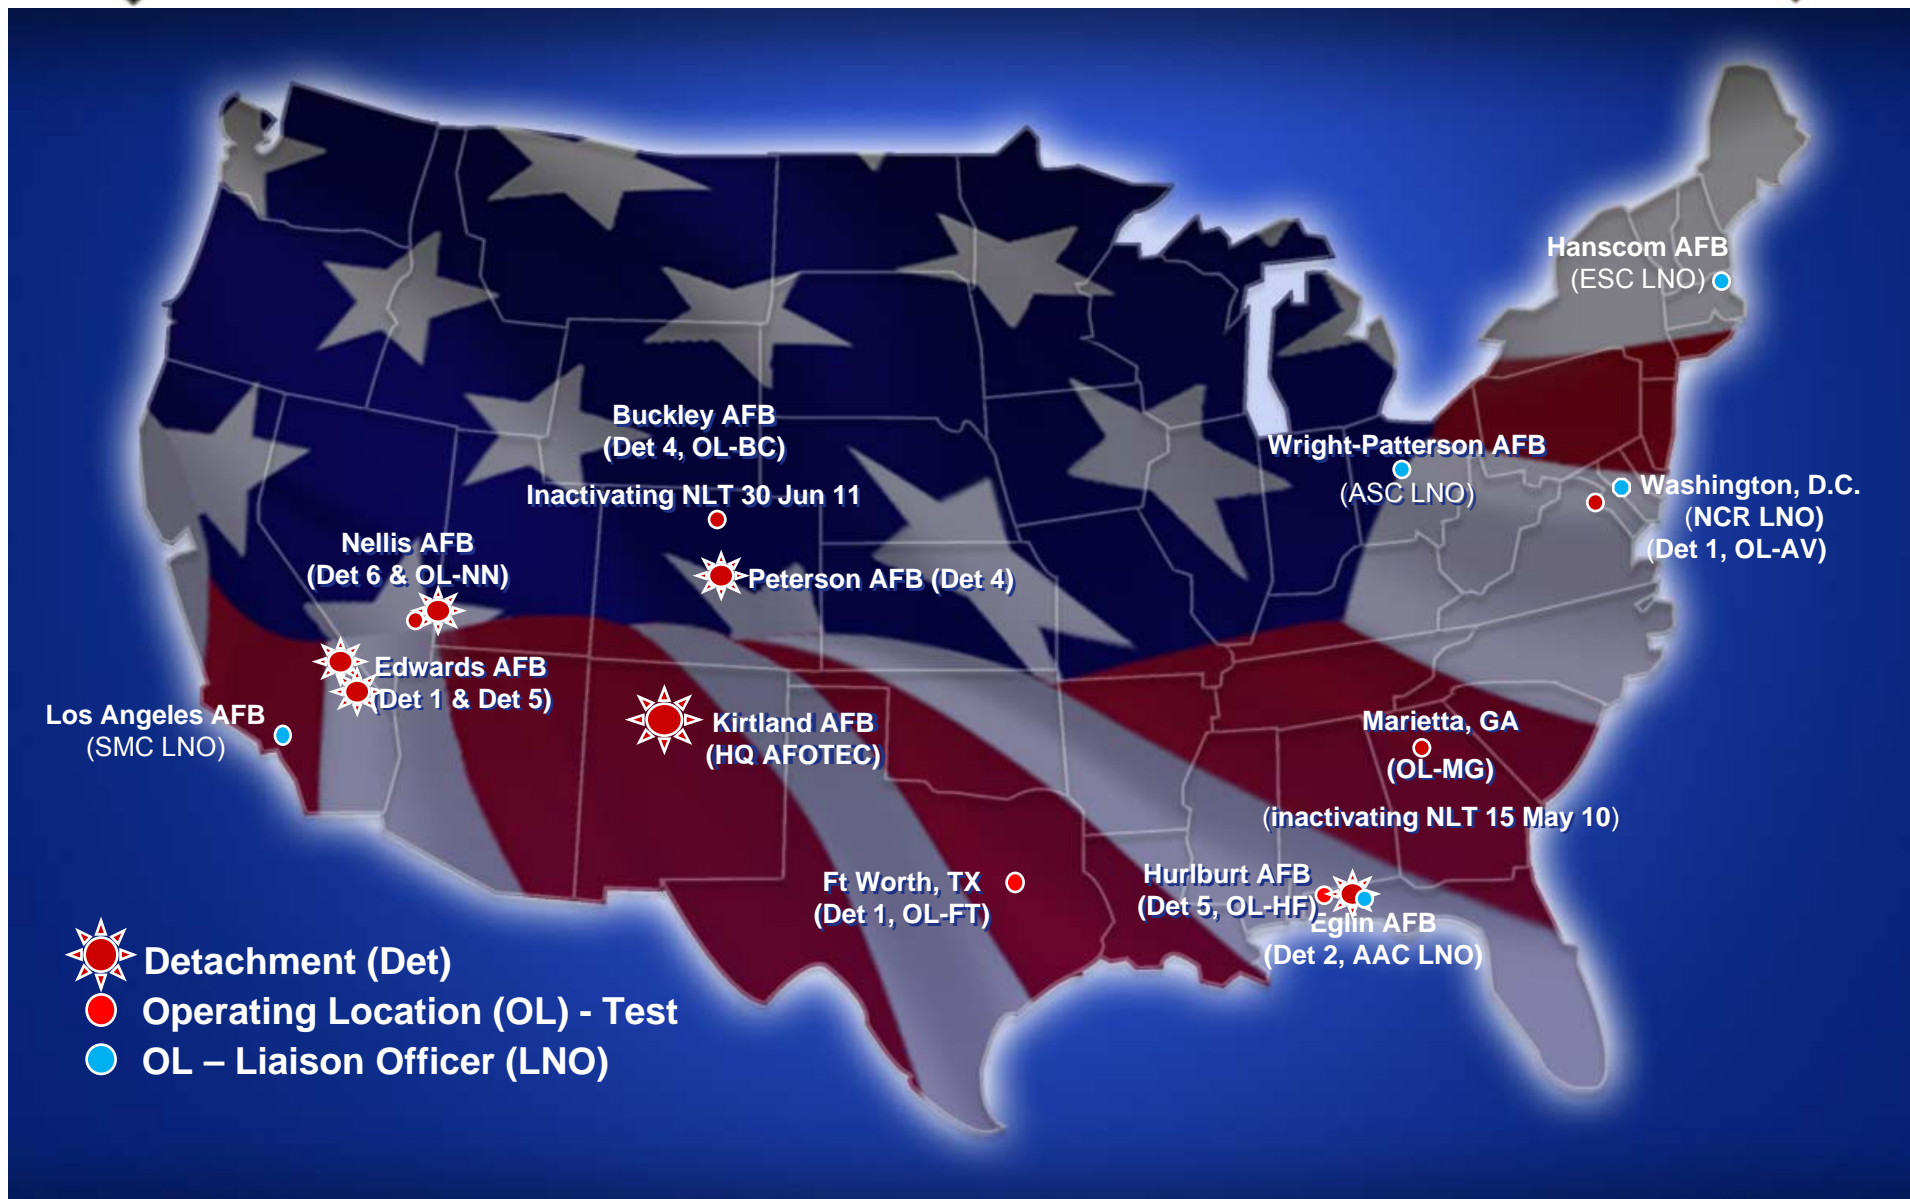 Hanscom AFB
(ESC LNO)
Buckley AFB
(Det 4, OL-BC)
Inactivating NLT 30 Jun 11
Wright-Patterson AFB
(ASC LNO)
Washington, D.C.
(NCR LNO)
(Det 1, OL-AV)
Nellis AFB
(Det 6 & OL-NN)
Peterson AFB (Det 4)
Edwards AFB
(Det 1 & Det 5)
Los Angeles AFB
(SMC LNO)
Kirtland AFB
(HQ AFOTEC)
Marietta, GA
(OL-MG)
(inactivating NLT 15 May 10)
Ft Worth, TX
(Det 1, OL-FT)
Hurlburt AFB
(Det 5, OL-HF)
Eglin AFB
(Det 2, AAC LNO)
Detachment (Det)
Operating Location (OL) - Test
OL – Liaison Officer (LNO)